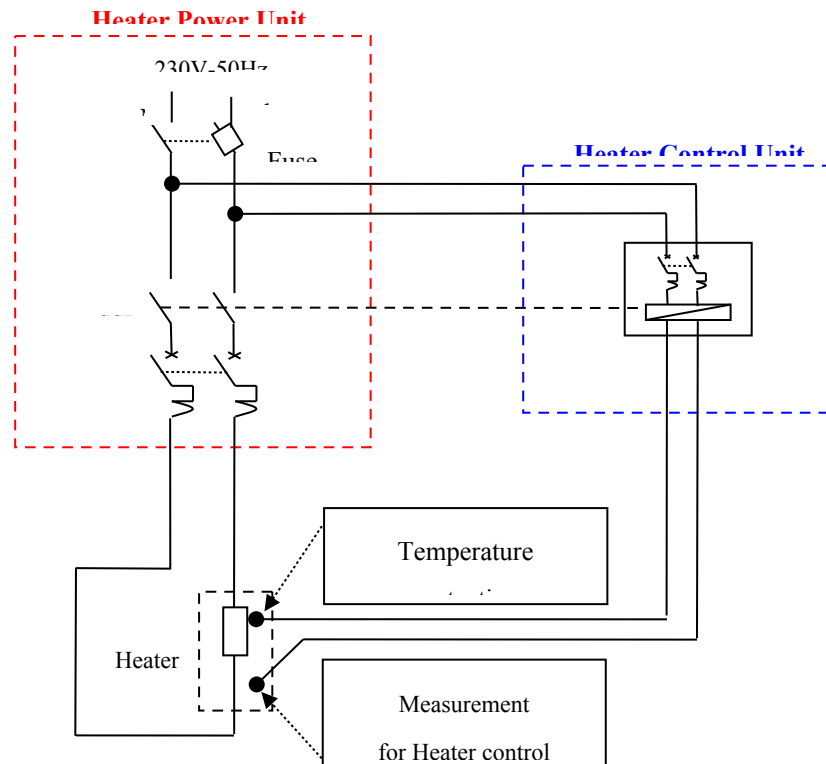 Heater Power Unit
230V-50Hz
Fuse
Heater Control Unit
Temperature
Heater
Measurement
for Heater control